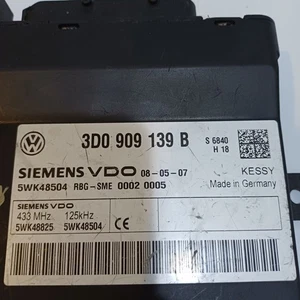 3D0 909 139 B
S 6840
H 18
SIEMENS VDO 08-05-07
KESSY
5WK48504 RBG-SME 0002 0005
Made in Germany
SIEMENS VDO
433 MHz 125kHz
5WK48825 5WK48504